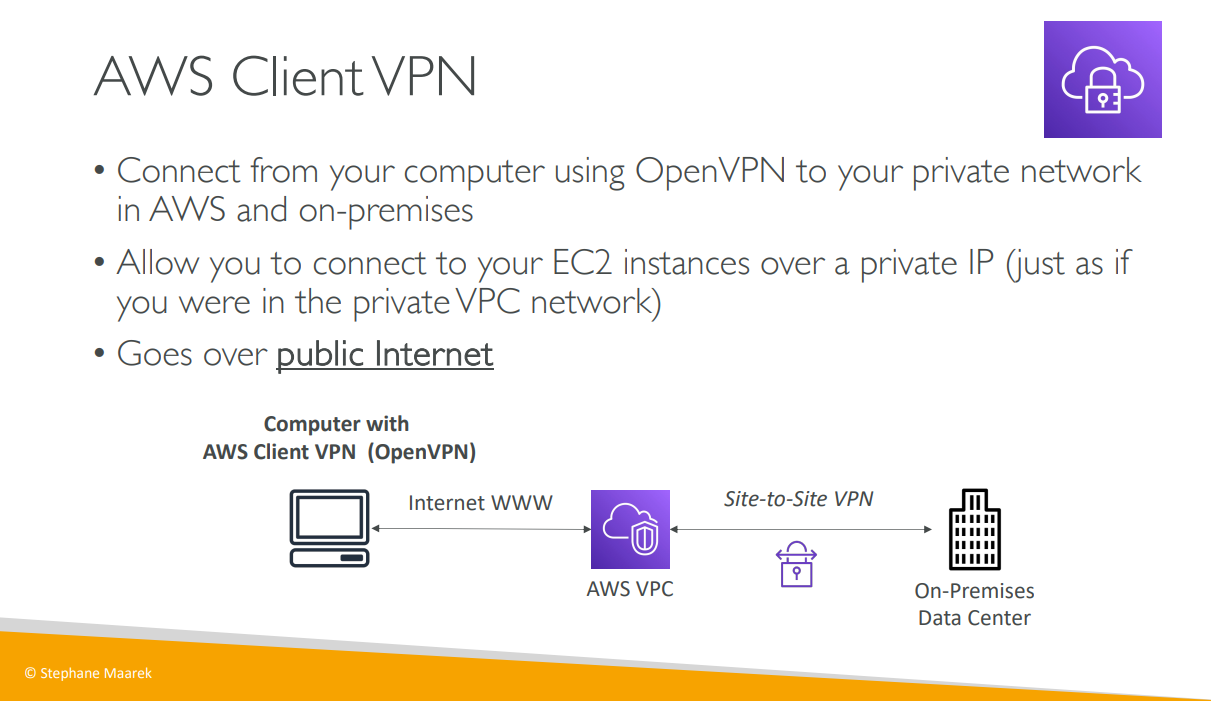 AWS Client VPN
• Connect from your computer using OpenVPN to your private network
in AWS and on-premises
• Allow you to connect to your EC2 instances over a private IP (just as if
you were in the private VPC network)
• Goes over public Internet
Computer with
AWS Client VPN (OpenVPN)
Internet WWW
Site-to-Site VPN
AWS VPC
On-Premises
Data Center
© Stephane Maarek